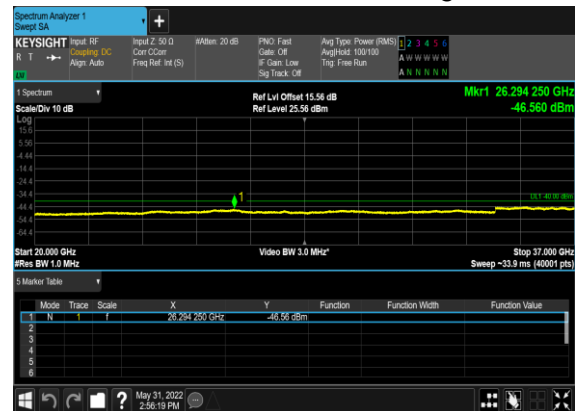 Spectrum Analyzer 1
Swept SA
+
KEYSIGHT Input: RF Input Z: 50 Ω #Atten: 20 dB PNO: Fast Avg Type: Power (RMS) 1 2 3 4 5 6
R T Coupling: DC Corr CCorr Gate: Off Avg|Hold: 100/100 A W W W W W
Align: Auto Freq Ref: Int (S) IF Gain: Low Trig: Free Run
LV Sig Track: Off A N N N N N
1 Spectrum Ref Lvl Offset 15.56 dB Mkr1 26.294 250 GHz
Scale/Div 10 dB Ref Level 25.56 dBm -46.560 dBm
Log
15.6
5.56
-4.44
-14.4
-24.4
-34.4 1 DL1 -40.00 dBm
-44.4
-54.4
-64.4
Start 20.000 GHz Video BW 3.0 MHz* Stop 37.000 GHz
#Res BW 1.0 MHz Sweep ~33.9 ms (40001 pts)
5 Marker Table
Mode Trace Scale X Y Function Function Width Function Value
1 N 1 f 26.294 250 GHz -46.56 dBm
2
3
4
5
6
? May 31, 2022
2:56:19 PM